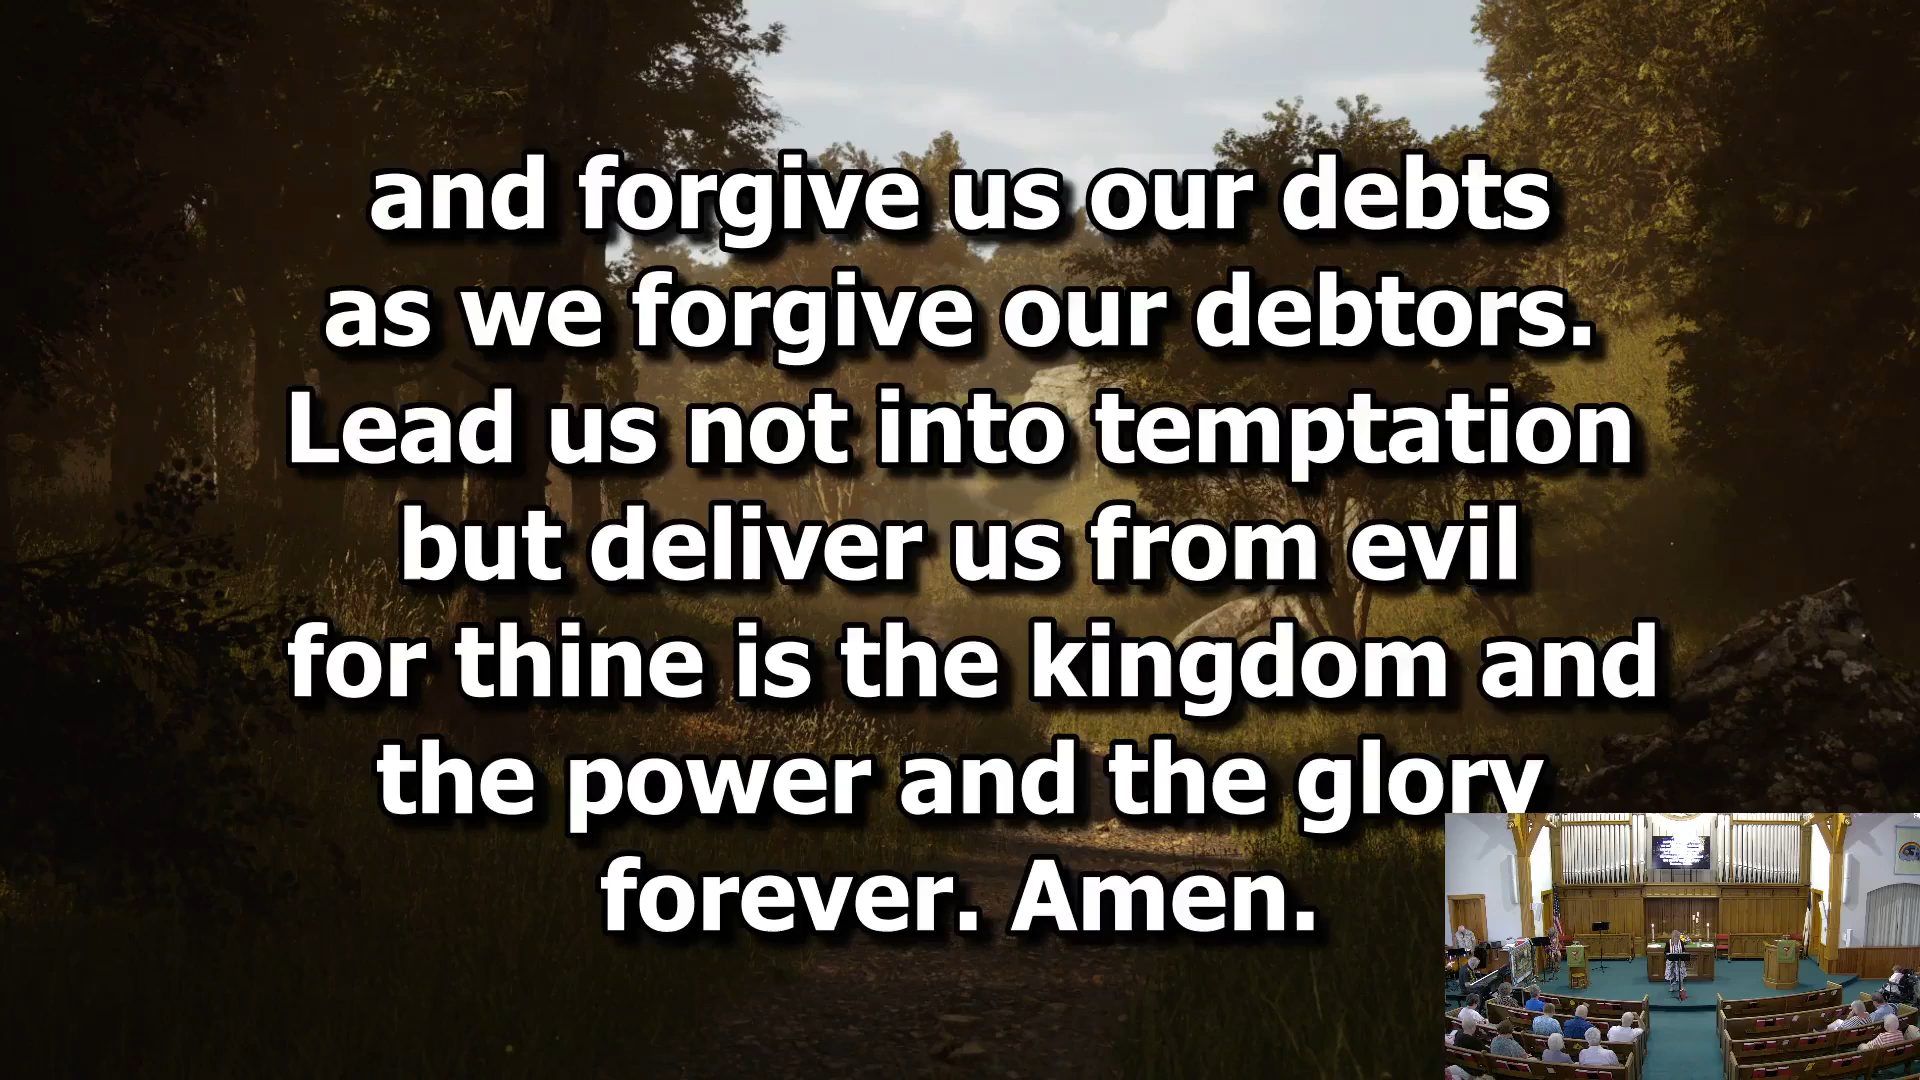 and forgive us our debts
as we forgive our debtors.
Lead us not into temptation
but deliver us from evil
for thine is the kingdom and
the power and the glory
forever. Amen.